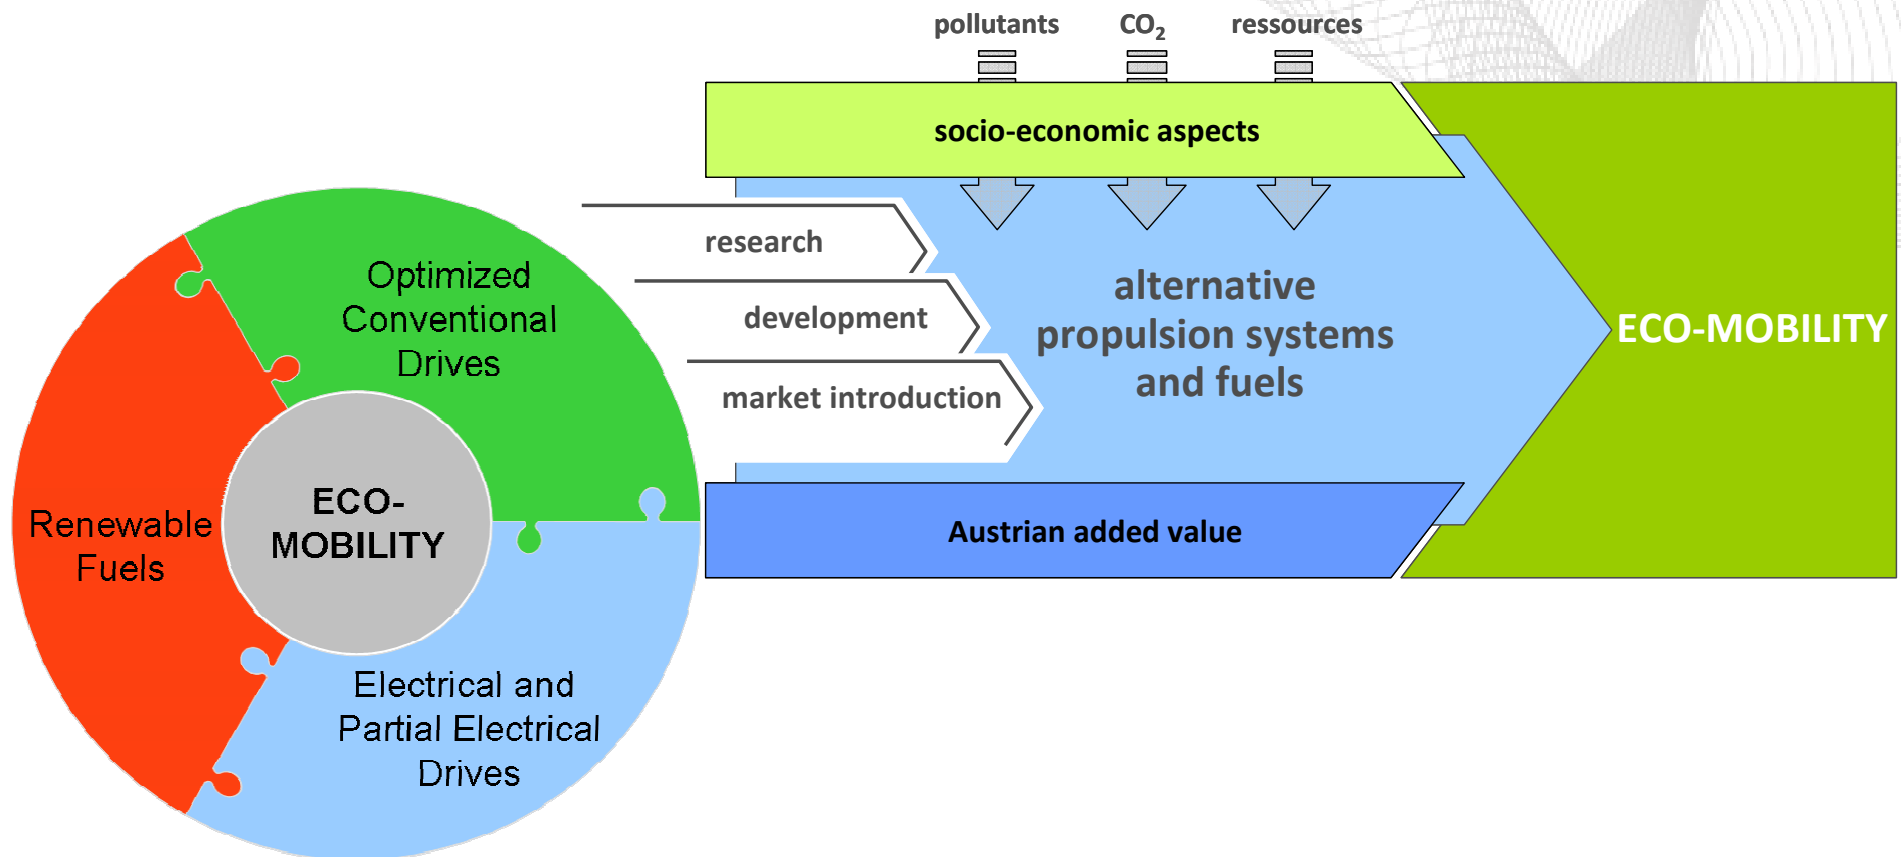 pollutants CO₂ ressources
socio-economic aspects
research
development
market introduction
alternative
propulsion systems
and fuels
ECO-MOBILITY
Austrian added value
Optimized
Conventional
Drives
Renewable
Fuels
ECO-
MOBILITY
Electrical and
Partial Electrical
Drives